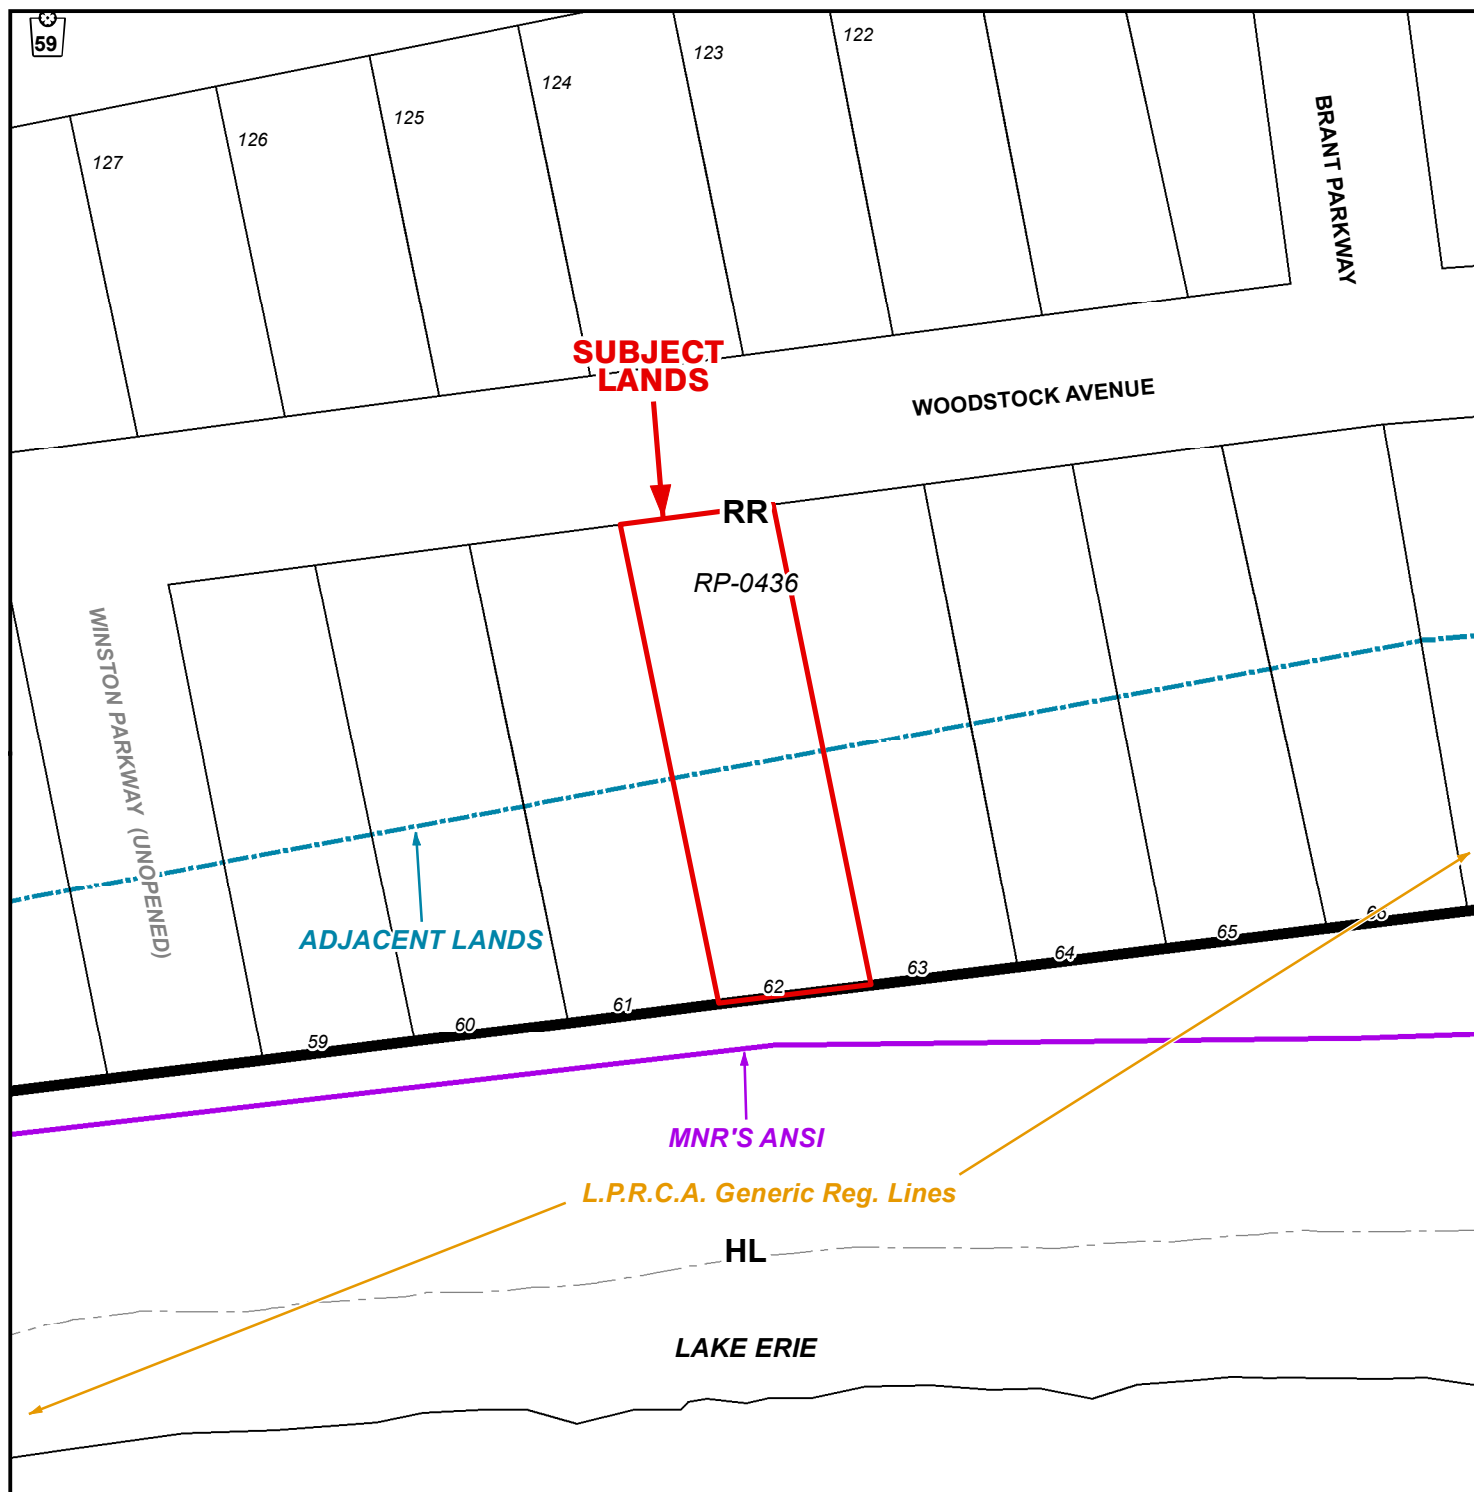 59
122
123
124
125
126
127
BRANT PARKWAY
SUBJECT
LANDS
WOODSTOCK AVENUE
RR
RP-0436
WINSTON PARKWAY (UNOPENED)
ADJACENT LANDS
66
65
64
63
62
61
60
59
MNR'S ANSI
L.P.R.C.A. Generic Reg. Lines
HL
LAKE ERIE